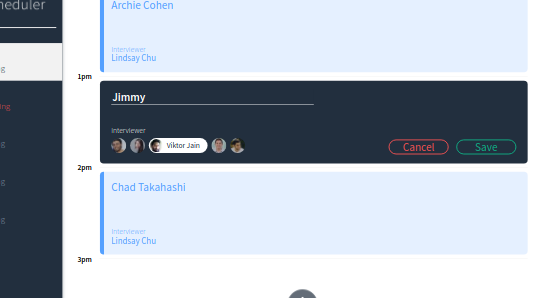 heduler
Archie Cohen
Interviewer
Lindsay Chu
g
1pm
Jimmy
ing
Interviewer
Viktor Jain
Cancel
Save
g
2pm
Chad Takahashi
g
g
Interviewer
Lindsay Chu
3pm